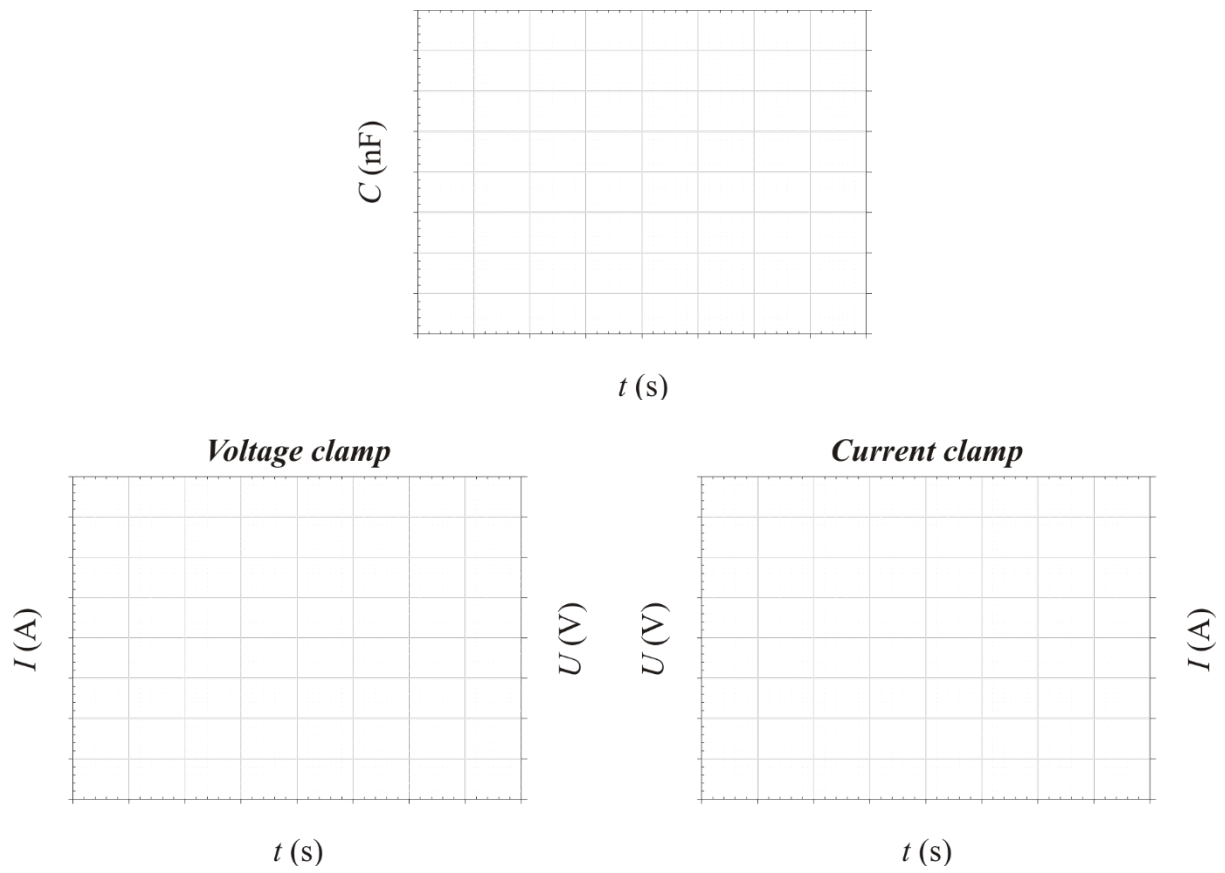 C (nF)
t (s)
Voltage clamp
I (A)
U (V)
t (s)
Current clamp
U (V)
I (A)
t (s)